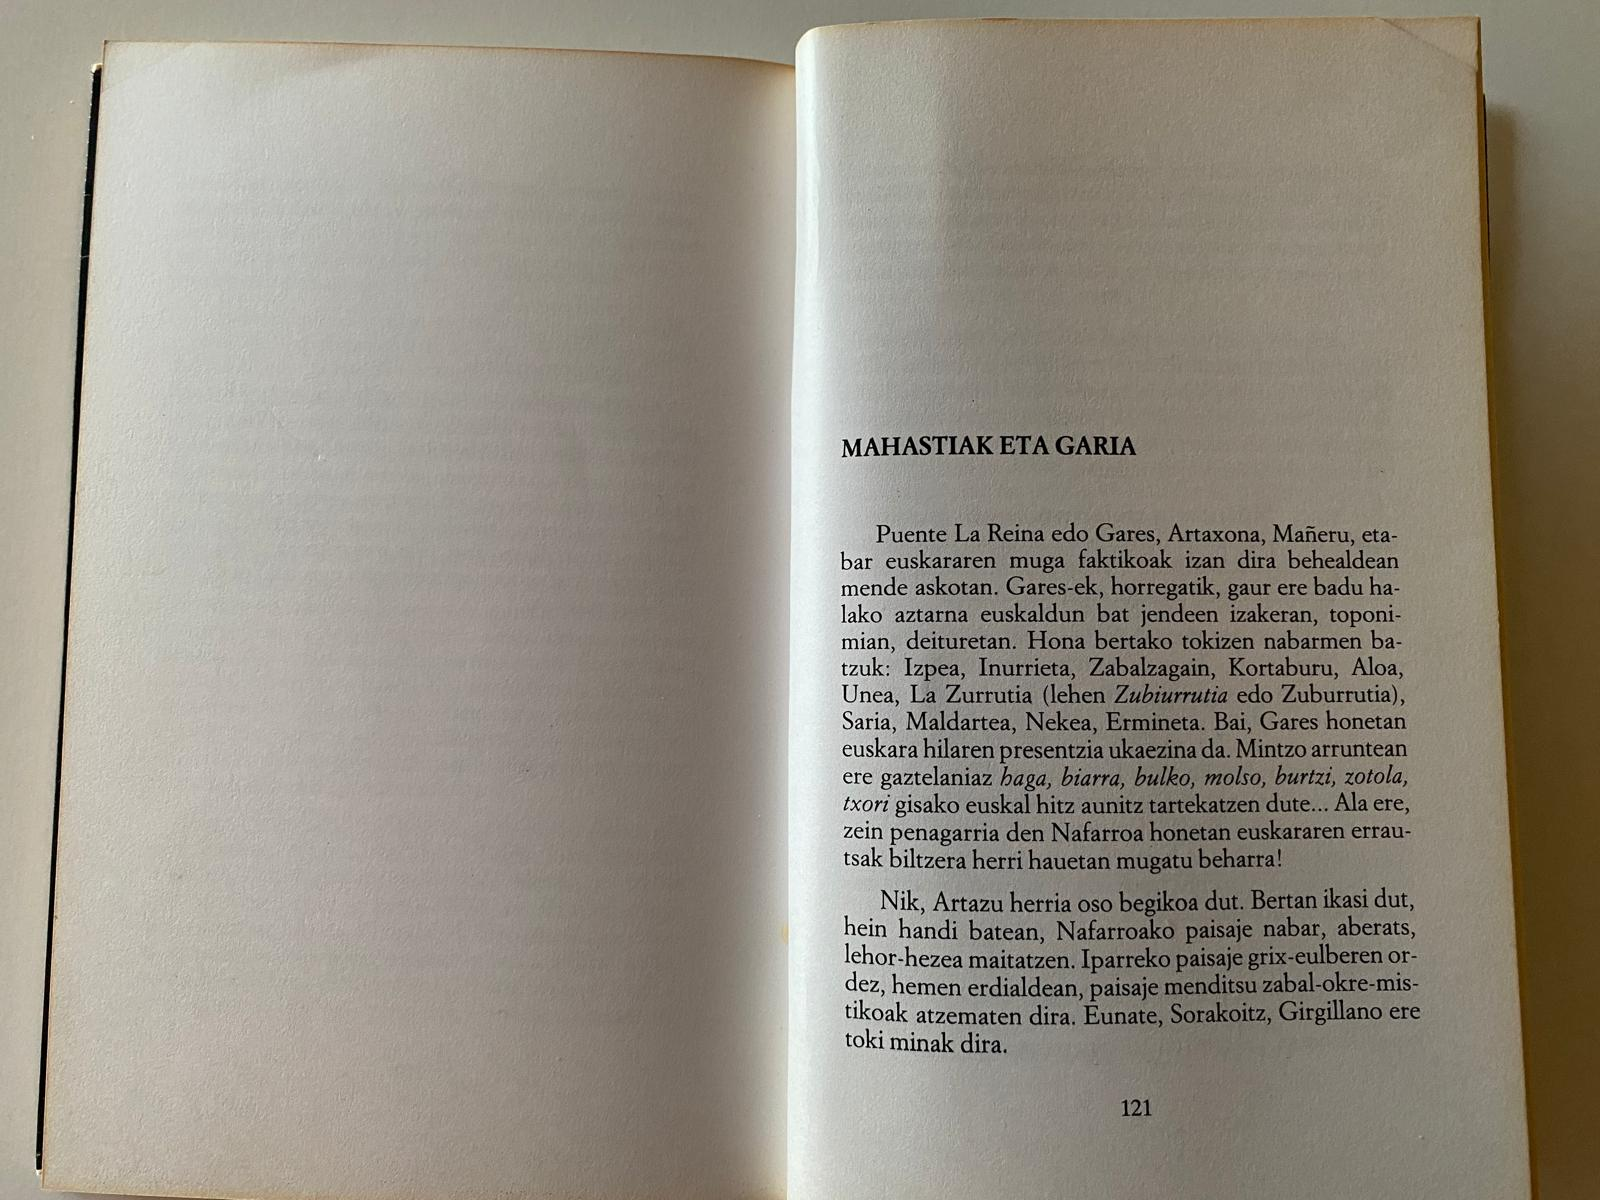 MAHASTIAK ETA GARIA
Puente La Reina edo Gares, Artaxona, Mañeru, eta-
bar euskararen muga faktikoak izan dira behealdean
mende askotan. Gares-ek, horregatik, gaur ere badu ha-
lako aztarna euskaldun bat jendeen izakeran, toponi-
mian, deituretan. Hona bertako tokizen nabarmen ba-
tzuk: Izpea, Inurrieta, Zabalzagain, Kortaburu, Aloa,
Unea, La Zurrutia (lehen Zubiurrutia edo Zuburrutia),
Saria, Maldartea, Nekea, Ermineta. Bai, Gares honetan
euskara hilaren presentzia ukaezina da. Mintzo arruntean
ere gaztelaniaz haga, biarra, bulko, molso, burtzi, zotola,
txori gisako euskal hitz aunitz tartekatzen dute... Ala ere,
zein penagarria den Nafarroa honetan euskararen errau-
tsak biltzera herri hauetan mugatu beharra!
Nik, Artazu herria oso begikoa dut. Bertan ikasi dut,
hein handi batean, Nafarroako paisaje nabar, aberats,
lehor-hezea maitatzen. Iparreko paisaje grix-eulberen or-
dez, hemen erdialdean, paisaje menditsu zabal-okre-mis-
tikoak atzematen dira. Eunate, Sorakoitz, Girgillano ere
toki minak dira.
121